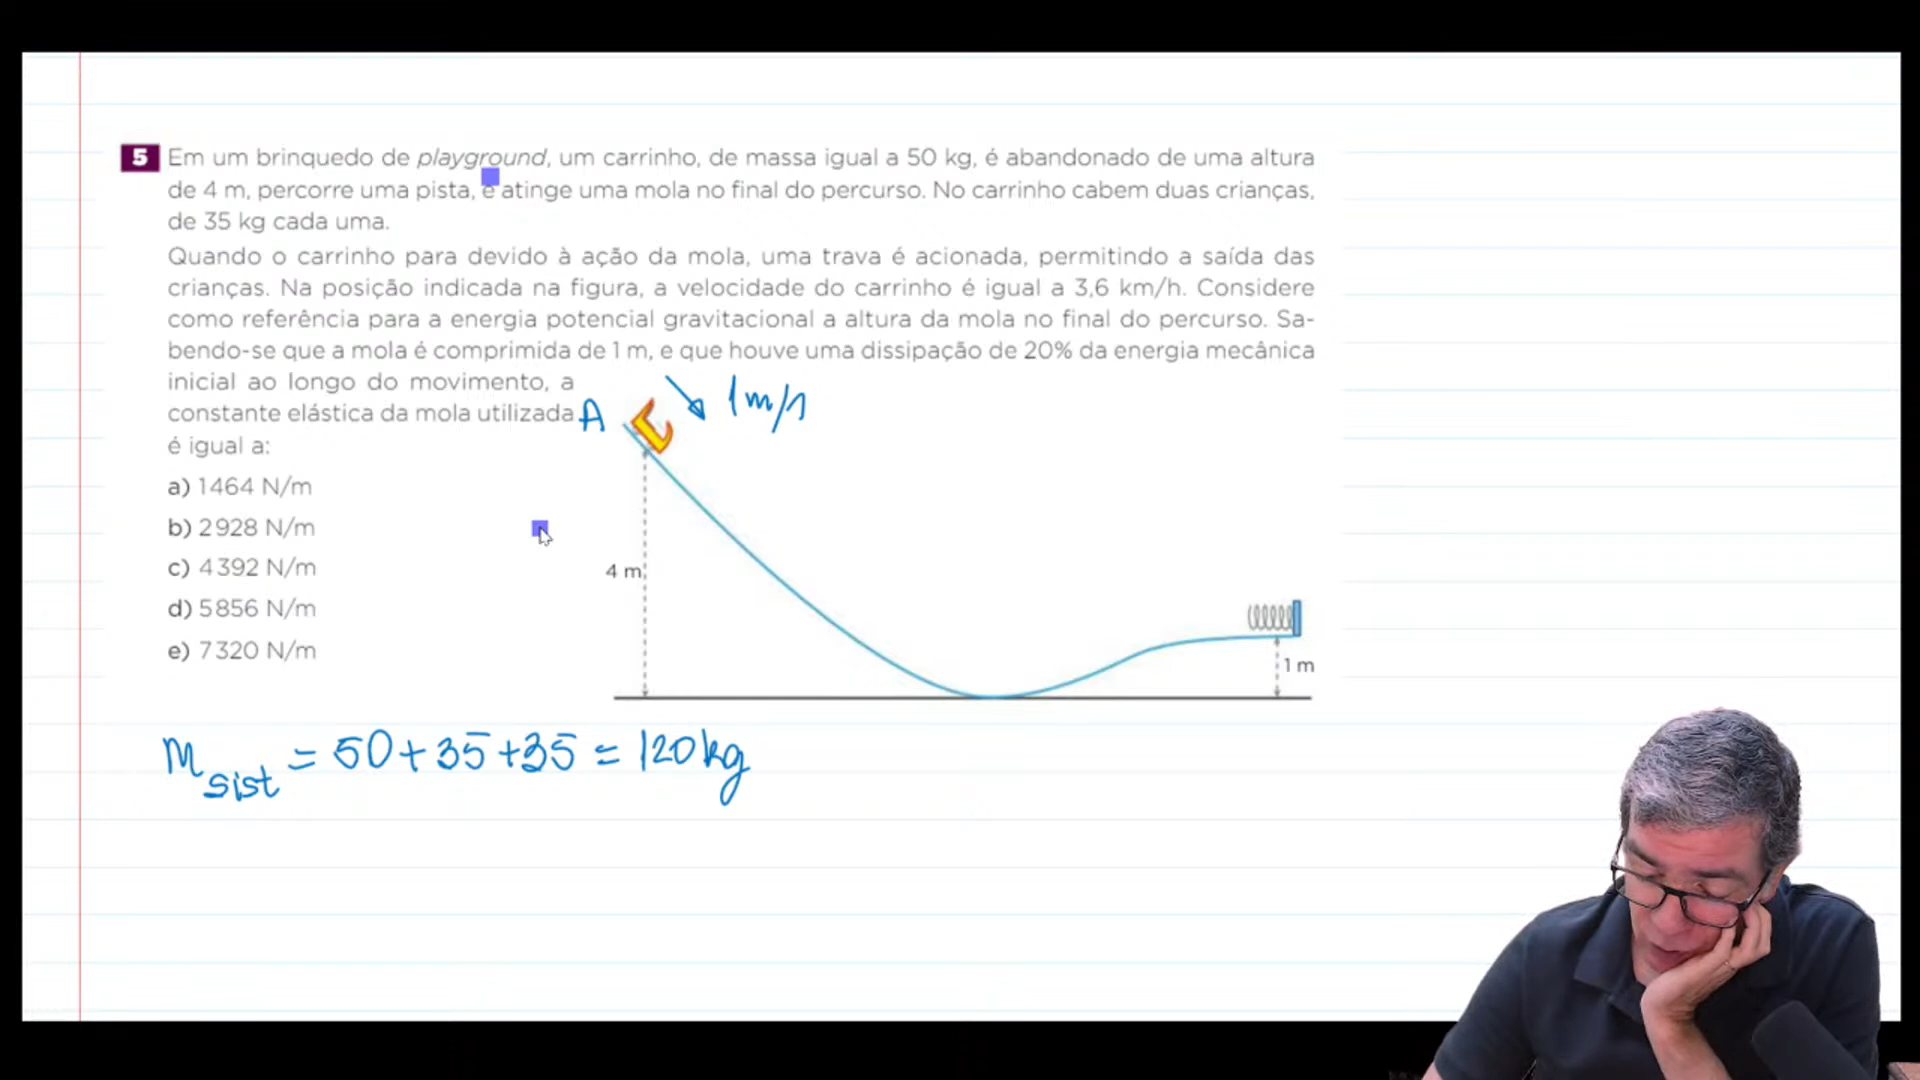 5 Em um brinquedo de playground, um carrinho, de massa igual a 50 kg, é abandonado de uma altura
de 4 m, percorre uma pista, e atinge uma mola no final do percurso. No carrinho cabem duas crianças,
de 35 kg cada uma.
Quando o carrinho para devido à ação da mola, uma trava é acionada, permitindo a saída das
crianças. Na posição indicada na figura, a velocidade do carrinho é igual a 3,6 km/h. Considere
como referência para a energia potencial gravitacional a altura da mola no final do percurso. Sa-
bendo-se que a mola é comprimida de 1 m, e que houve uma dissipação de 20% da energia mecânica
inicial ao longo do movimento, a
constante elástica da mola utilizada
é igual a:
a) 1464 N/m
b) 2928 N/m
c) 4392 N/m
d) 5856 N/m
e) 7320 N/m
A
1m/s
4 m
1 m
Msist = 50+35+35 = 120kg